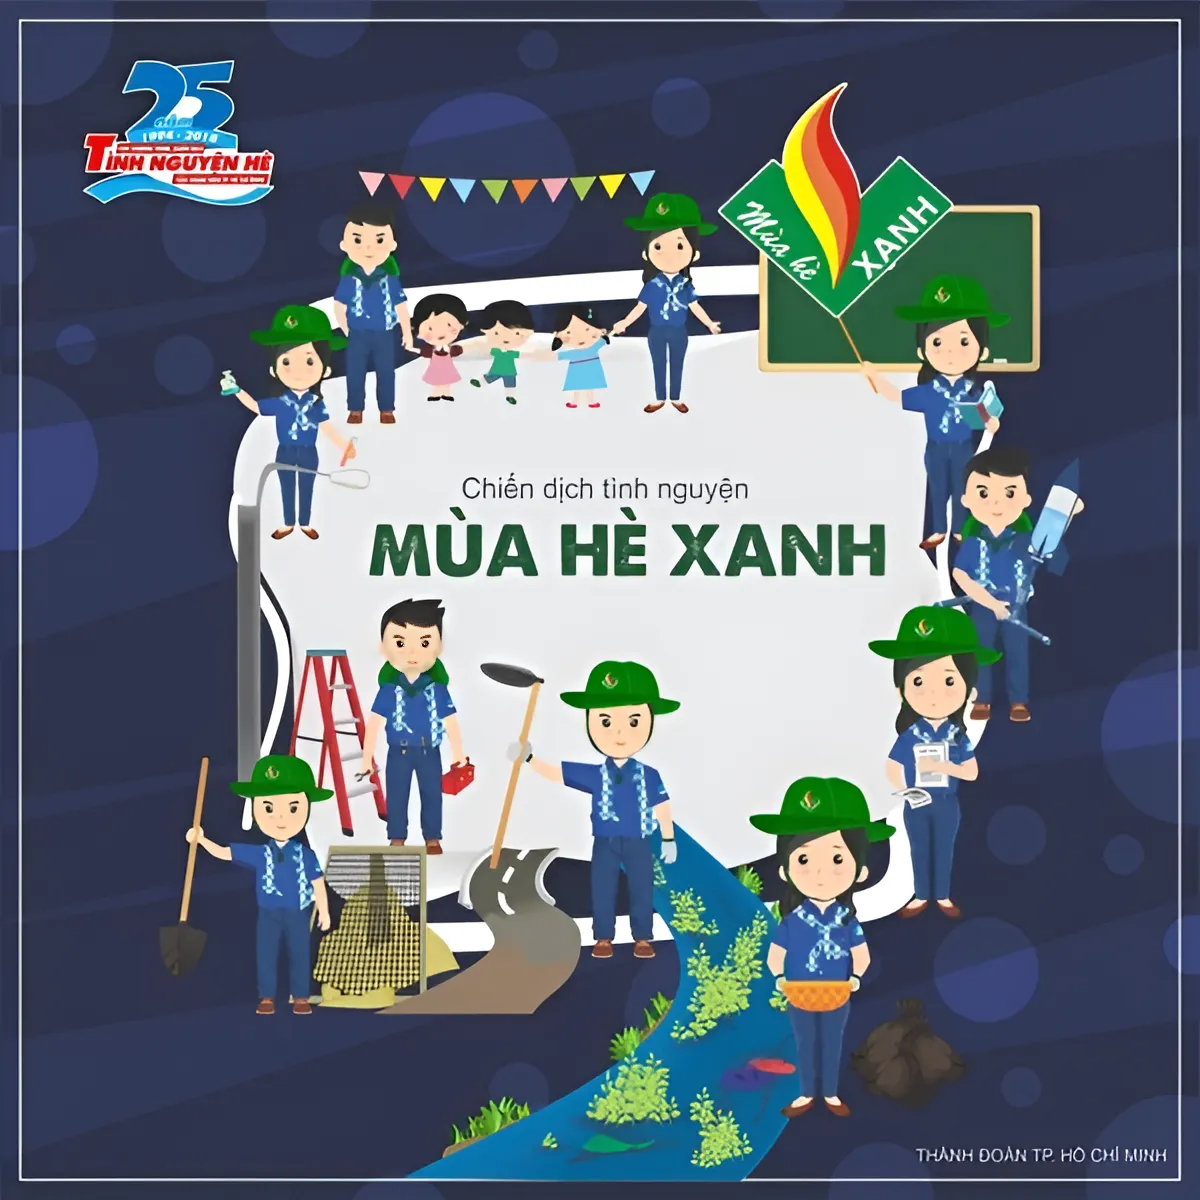 25
năm
1994 - 2018
TÌNH NGUYỆN HÈ
Mùa hè
XANH
Chiến dịch tình nguyện
MÙA HÈ XANH
THÀNH ĐOÀN TP. HỒ CHÍ MINH